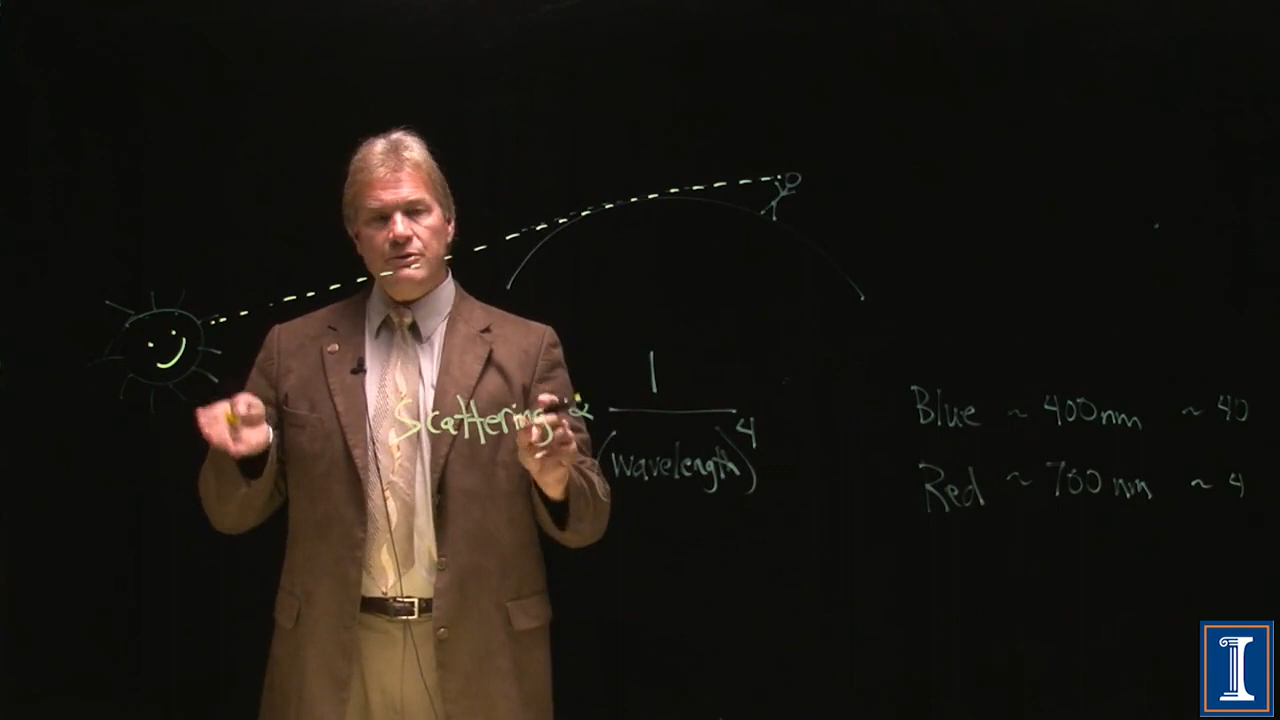 Scattering ∝ 1
(wavelength)^4
Blue ~ 400nm ~ 40
Red ~ 700 nm ~ 4
I